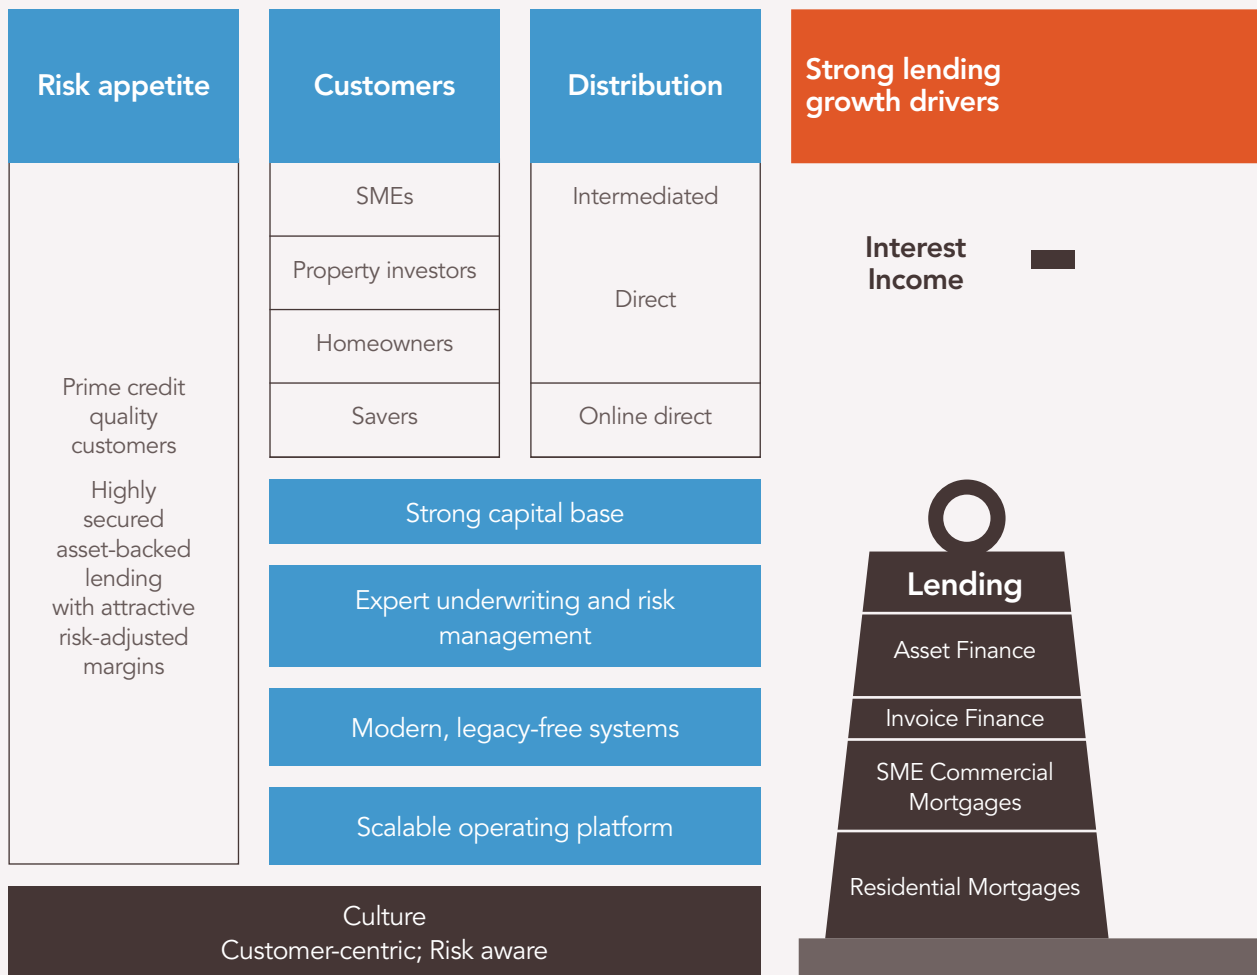 Risk appetite
Prime credit
quality
customers
Highly
secured
asset-backed
lending
with attractive
risk-adjusted
margins
Customers
SMEs
Property investors
Homeowners
Savers
Distribution
Intermediated
Direct
Online direct
Strong capital base
Expert underwriting and risk
management
Modern, legacy-free systems
Scalable operating platform
Culture
Customer-centric; Risk aware
Strong lending
growth drivers
Interest
Income
Lending
Asset Finance
Invoice Finance
SME Commercial
Mortgages
Residential Mortgages